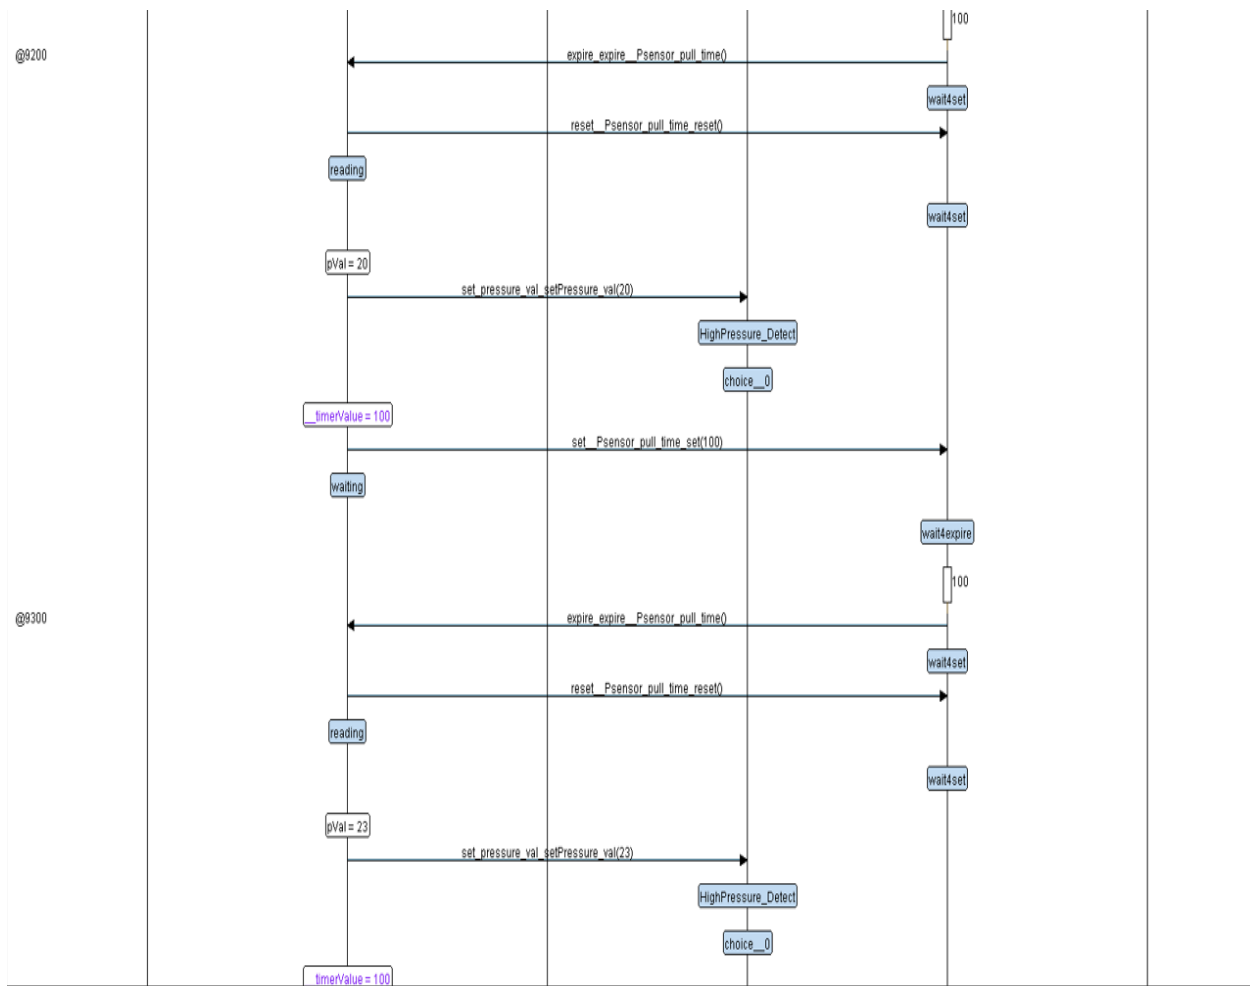 100
@9200
expire_expire__Psensor_pull_time()
wait4set
reset__Psensor_pull_time_reset()
reading
wait4set
pVal = 20
set_pressure_val_setPressure_val(20)
HighPressure_Detect
choice__0
__timerValue = 100
set__Psensor_pull_time_set(100)
waiting
wait4expire
100
@9300
expire_expire__Psensor_pull_time()
wait4set
reset__Psensor_pull_time_reset()
reading
wait4set
pVal = 23
set_pressure_val_setPressure_val(23)
HighPressure_Detect
choice__0
timerValue = 100